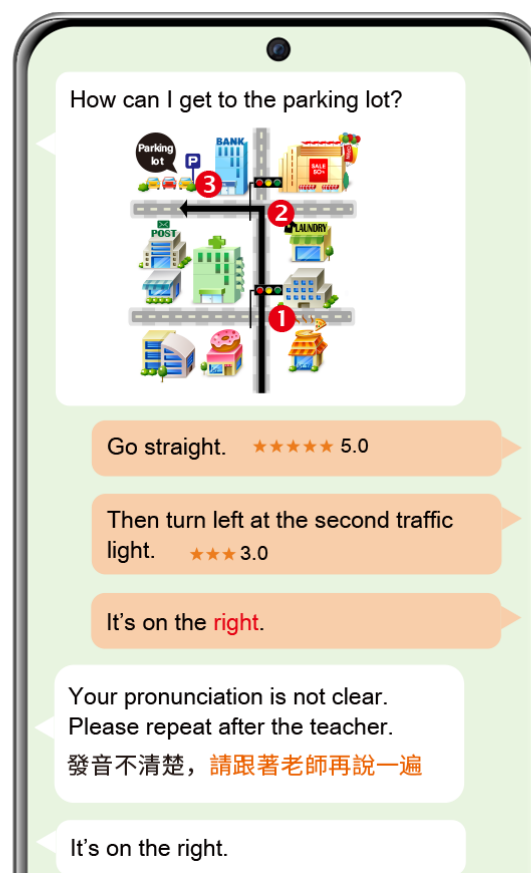 How can I get to the parking lot?
Parking
lot
P
BANK
3
SALE
2
POST
LAUNDRY
1
Go straight. ★★★★★ 5.0
Then turn left at the second traffic
light. ★★★ 3.0
It's on the right.
Your pronunciation is not clear.
Please repeat after the teacher.
發音不清楚，請跟著老師再說一遍
It's on the right.